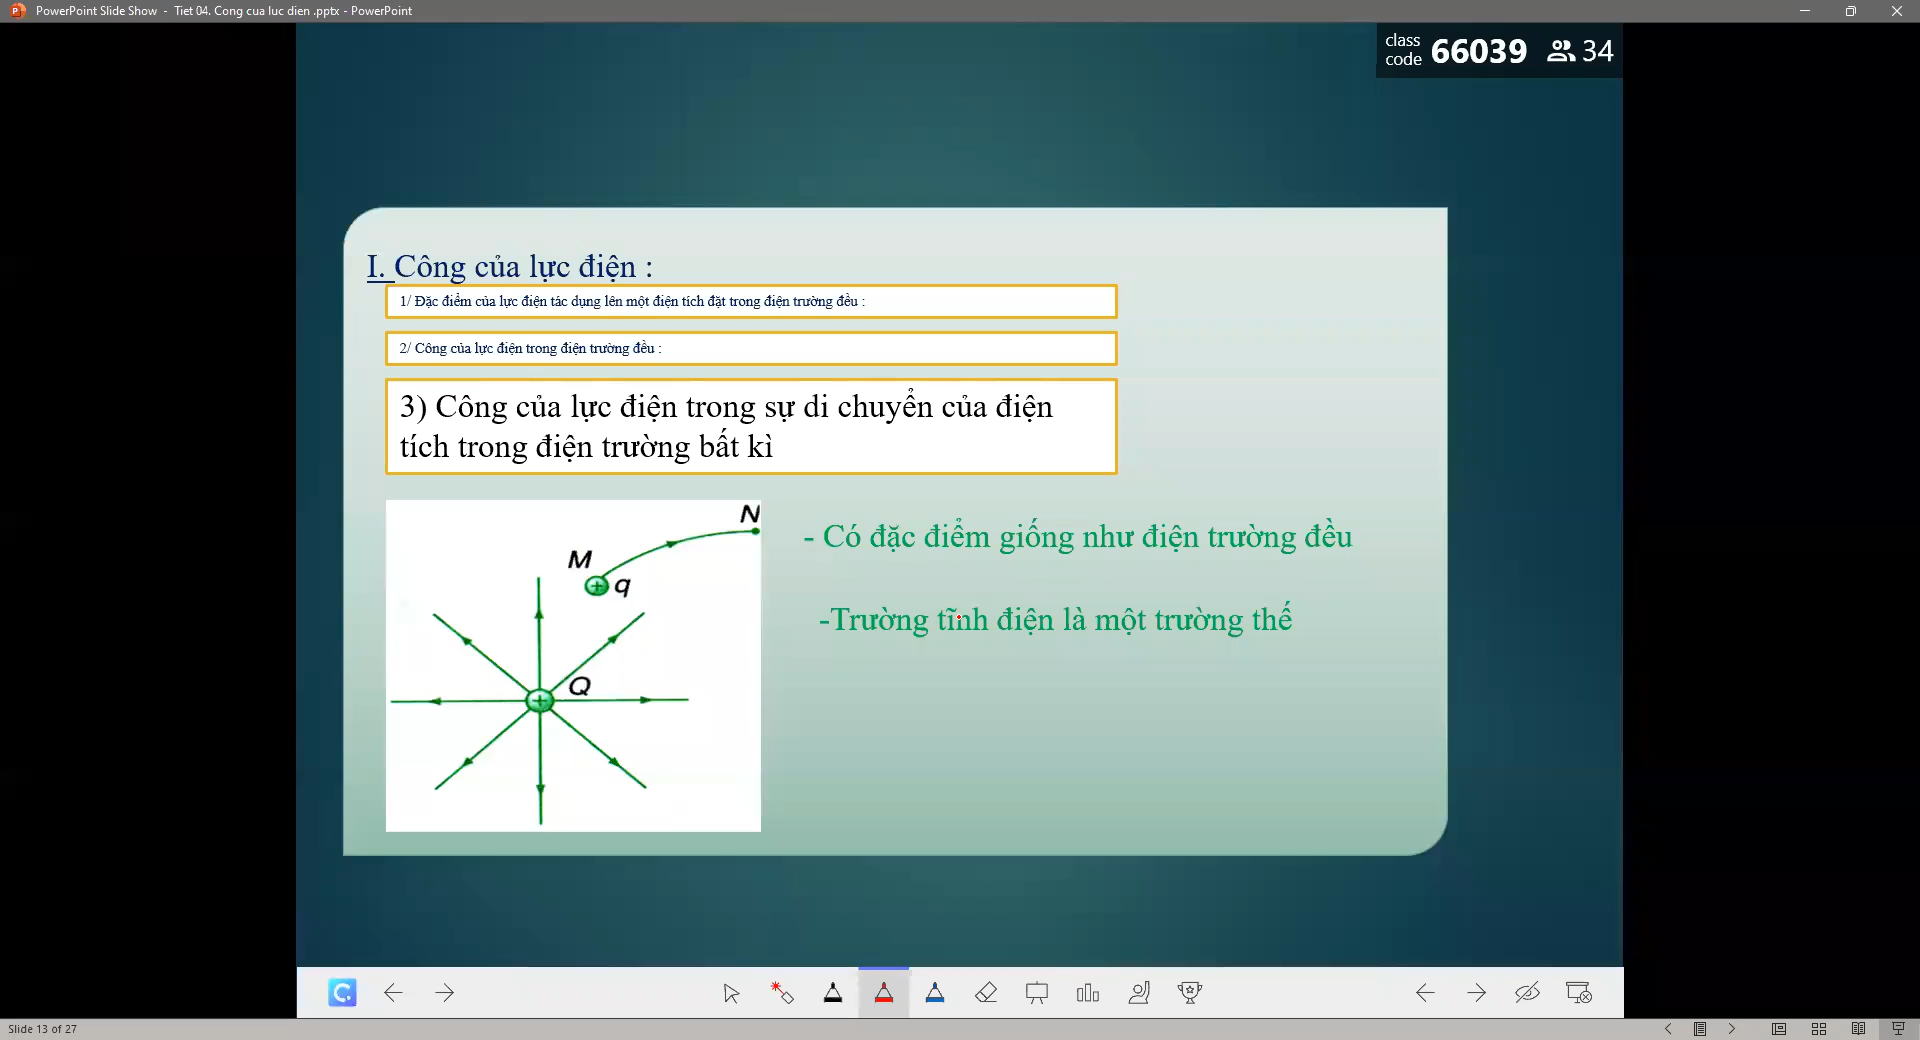 PowerPoint Slide Show - Tiet 04. Cong cua luc dien .pptx - PowerPoint
class code 66039 34
I. Công của lực điện :
1/ Đặc điểm của lực điện tác dụng lên một điện tích đặt trong điện trường đều :
2/ Công của lực điện trong điện trường đều :
3) Công của lực điện trong sự di chuyển của điện
tích trong điện trường bất kì
N
M
q
Q
- Có đặc điểm giống như điện trường đều
-Trường tĩnh điện là một trường thế
Slide 13 of 27